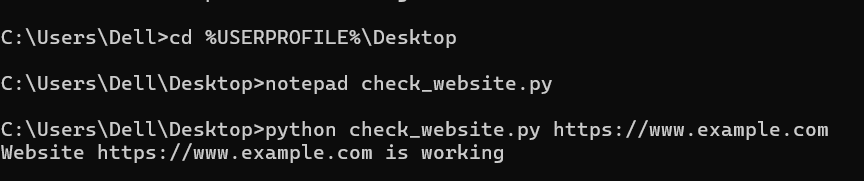 C:\Users\Dell>cd %USERPROFILE%\Desktop
C:\Users\Dell\Desktop>notepad check_website.py
C:\Users\Dell\Desktop>python check_website.py https://www.example.com
Website https://www.example.com is working